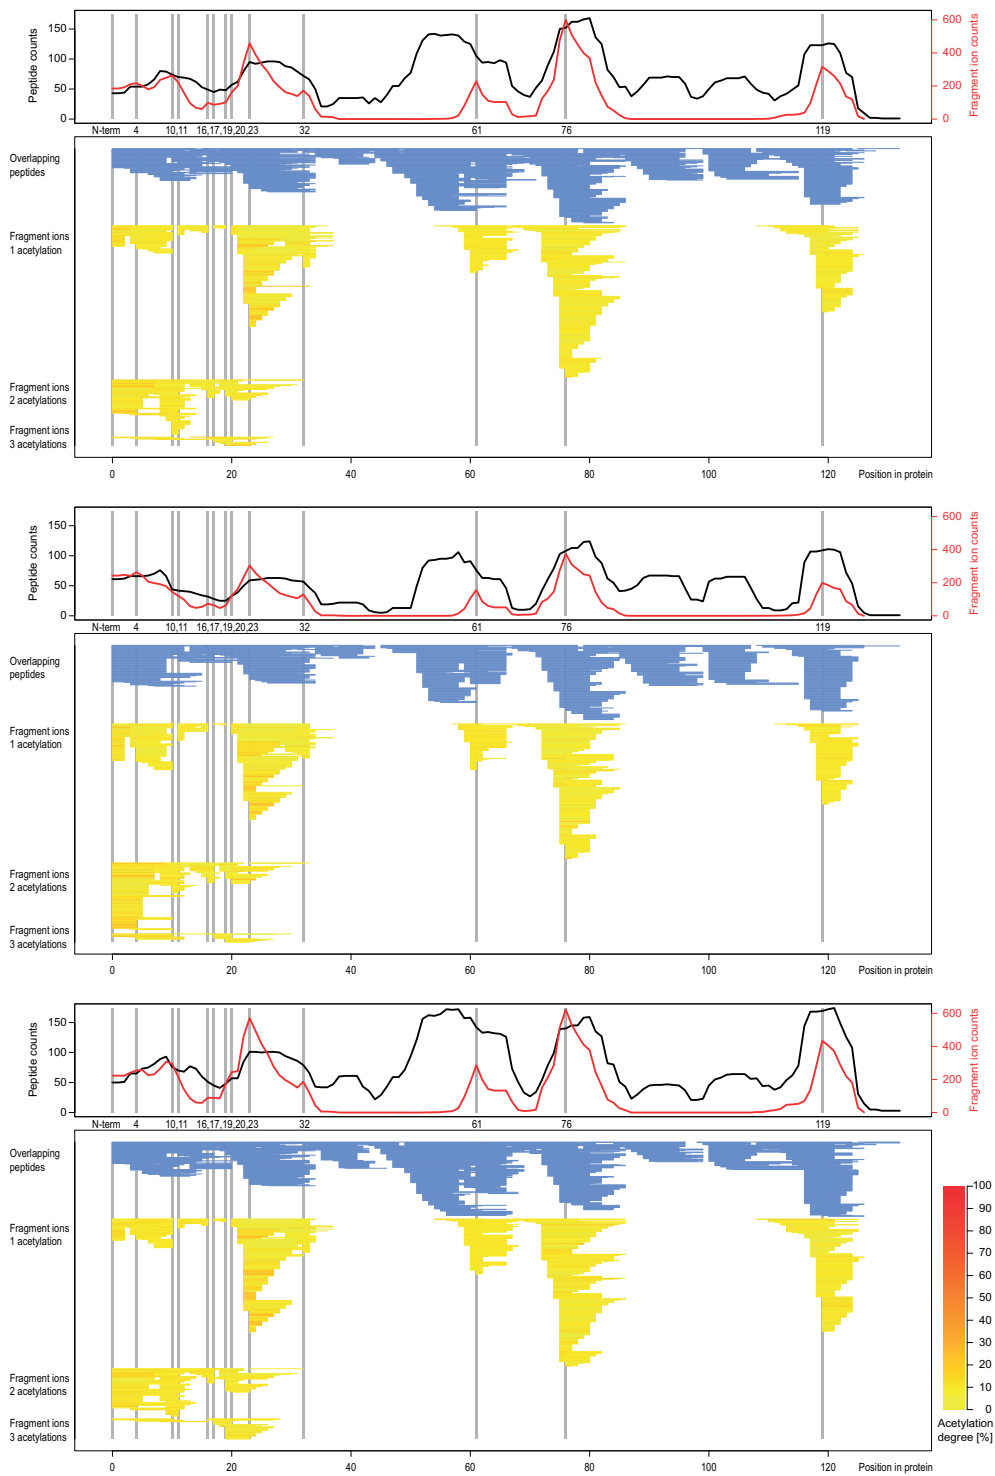 Peptide counts
150
100
50
0
600
400
200
0
Fragment ion counts
N-term 4 10,11 16,17,19,20,23 32 61 76 119
Overlapping
peptides
Fragment ions
1 acetylation
Fragment ions
2 acetylations
Fragment ions
3 acetylations
0 20 40 60 80 100 120 Position in protein
Peptide counts
150
100
50
0
600
400
200
0
Fragment ion counts
N-term 4 10,11 16,17,19,20,23 32 61 76 119
Overlapping
peptides
Fragment ions
1 acetylation
Fragment ions
2 acetylations
Fragment ions
3 acetylations
0 20 40 60 80 100 120 Position in protein
Peptide counts
150
100
50
0
600
400
200
0
Fragment ion counts
N-term 4 10,11 16,17,19,20,23 32 61 76 119
Overlapping
peptides
Fragment ions
1 acetylation
Fragment ions
2 acetylations
Fragment ions
3 acetylations
0 20 40 60 80 100 120 Position in protein
100
90
80
70
60
50
40
30
20
10
0
Acetylation
degree [%]